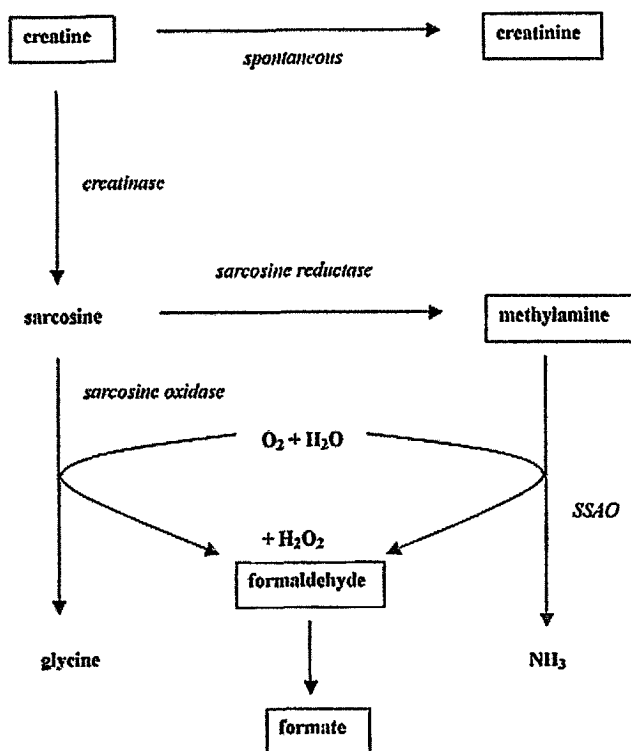 creatine
creatinine
spontaneous
creatinase
sarcosine reductase
sarcosine
methylamine
sarcosine oxidase
O₂ + H₂O
SSAO
+ H₂O₂
formaldehyde
glycine
NH₃
formate